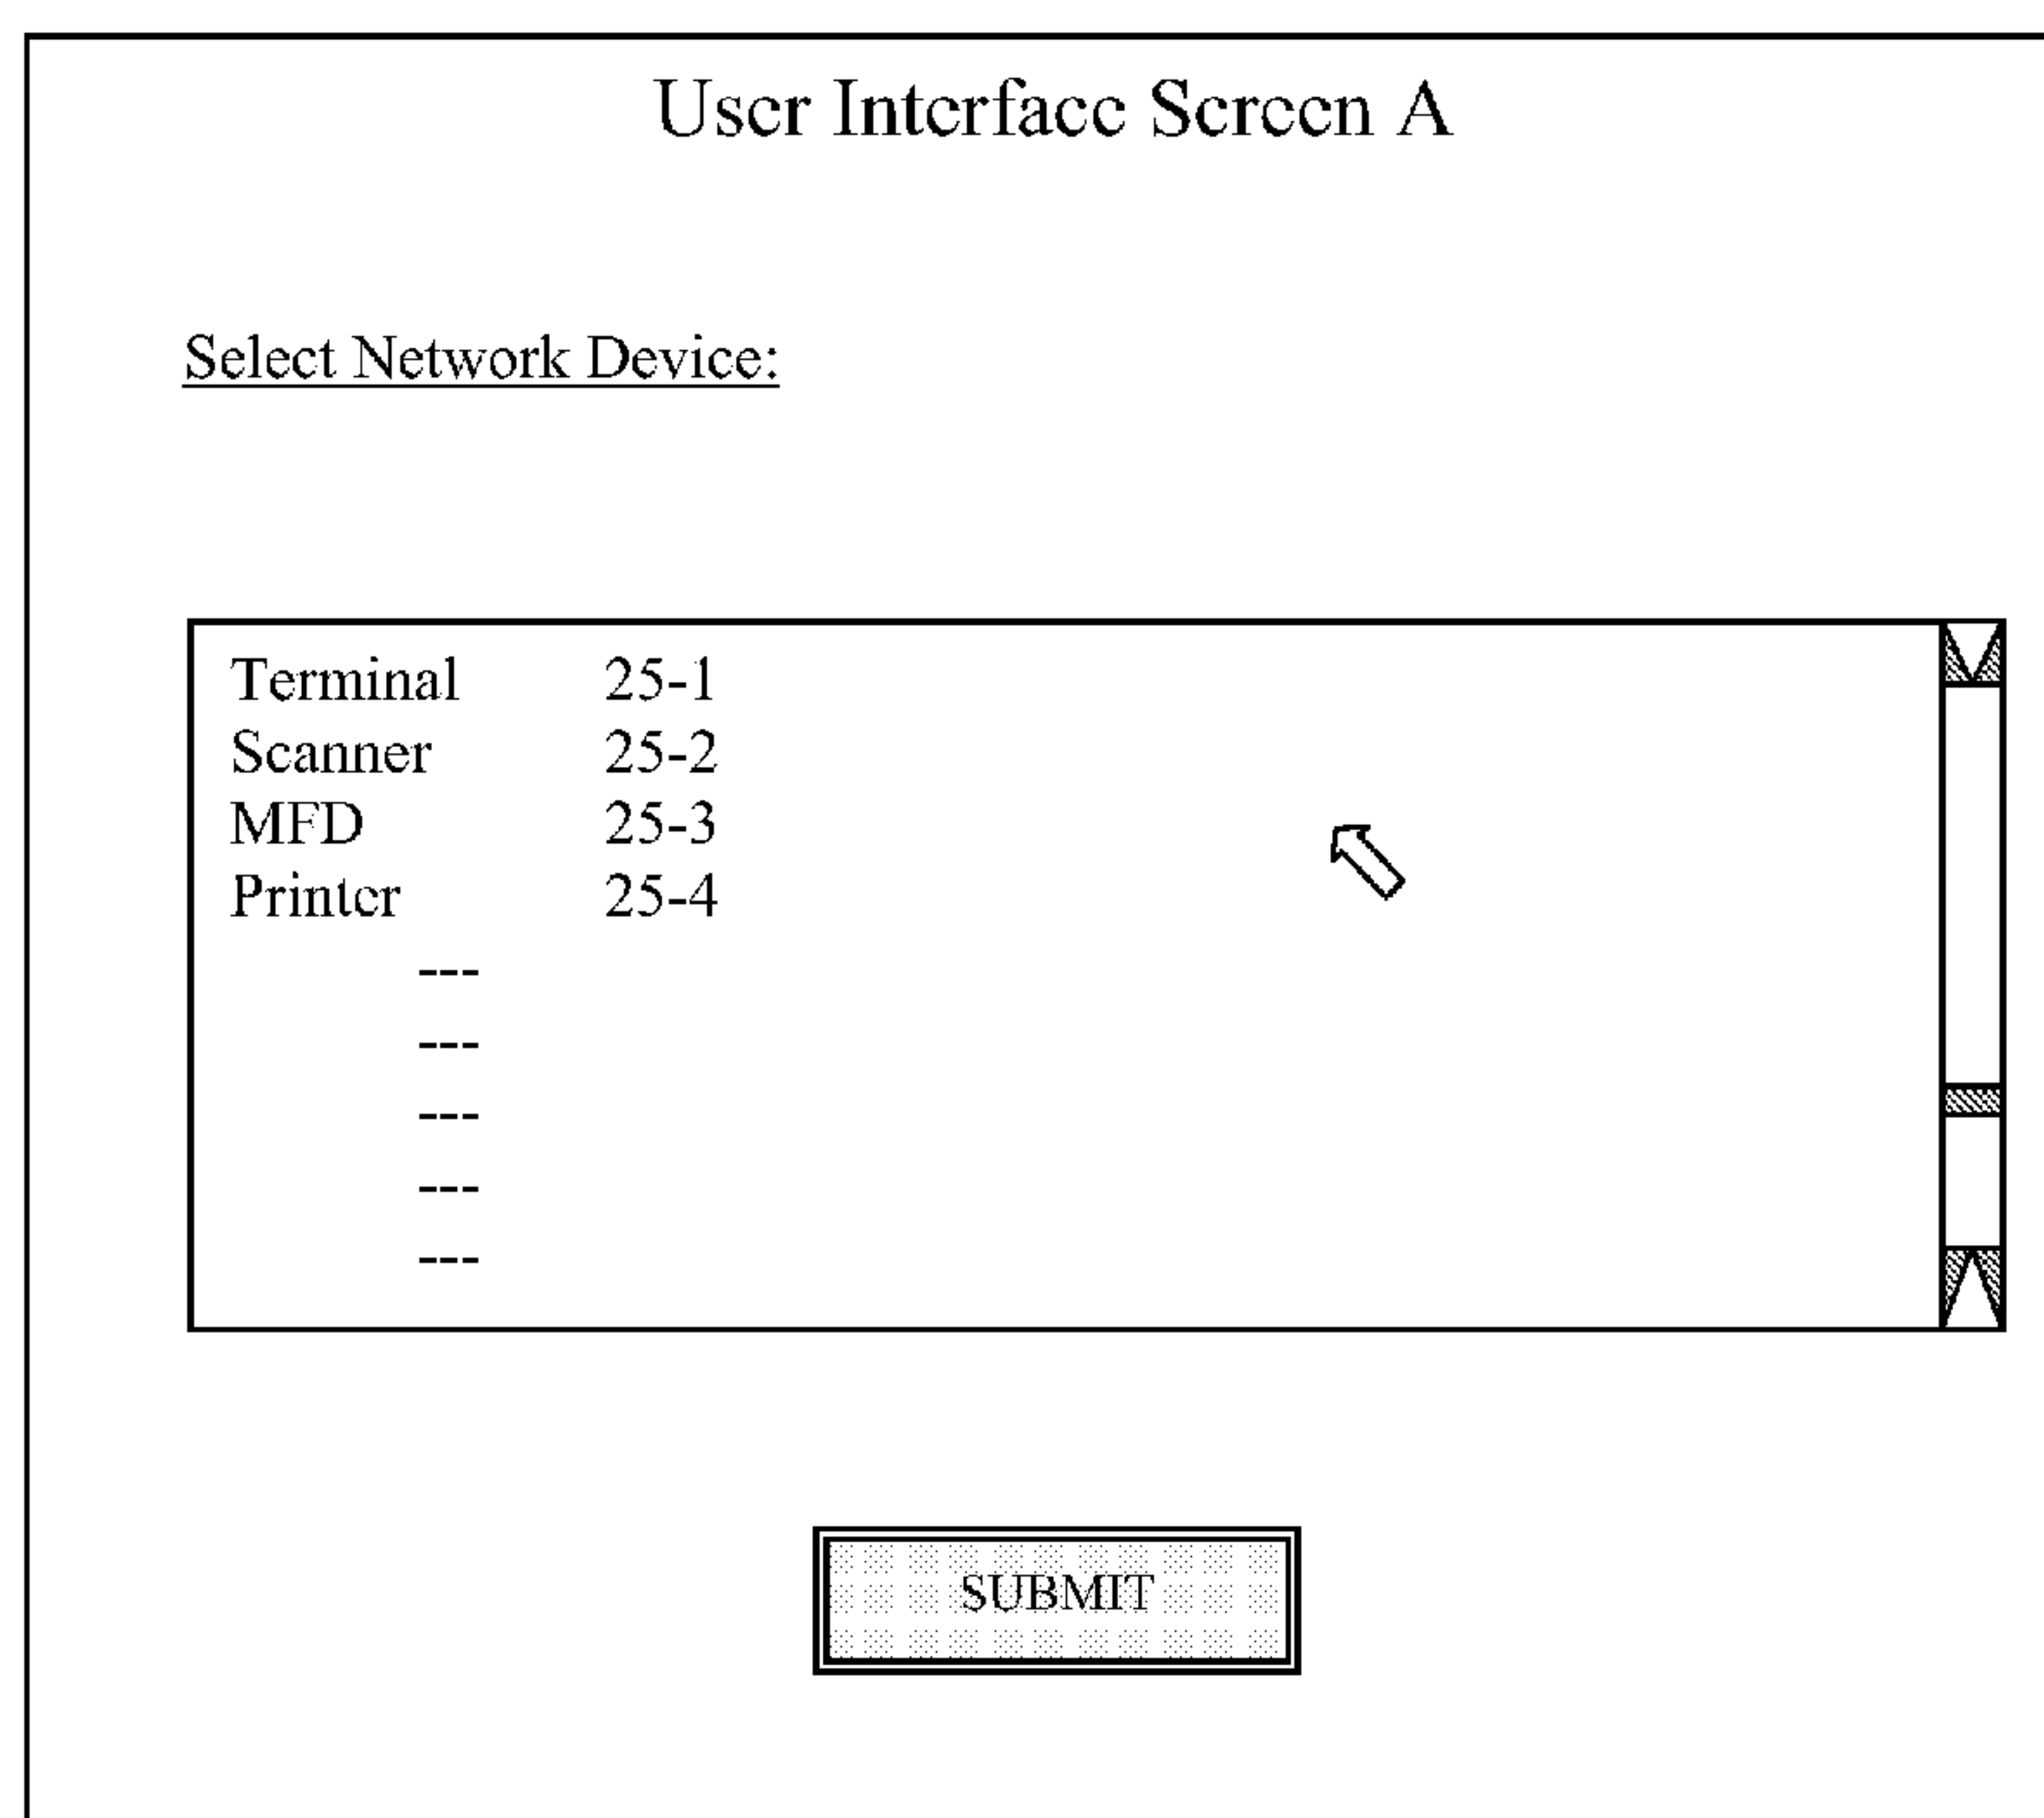 User Interface Screen A
Select Network Device:
Terminal 25-1
Scanner 25-2
MFD 25-3
Printer 25-4
---
---
---
---
---
SUBMIT